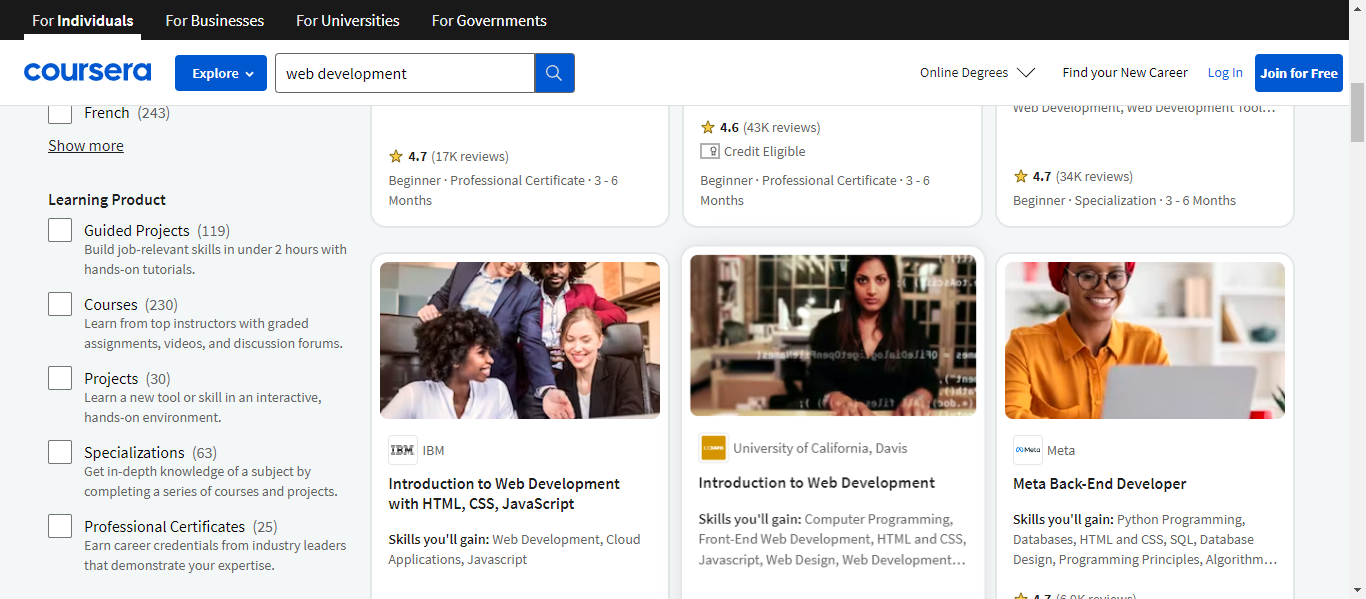 For Individuals
For Businesses
For Universities
For Governments
coursera
Explore
web development
Online Degrees
Find your New Career
Log In
Join for Free
French (243)
Show more
Learning Product
Guided Projects (119)
Build job-relevant skills in under 2 hours with
hands-on tutorials.
Courses (230)
Learn from top instructors with graded
assignments, videos, and discussion forums.
Projects (30)
Learn a new tool or skill in an interactive,
hands-on environment.
Specializations (63)
Get in-depth knowledge of a subject by
completing a series of courses and projects.
Professional Certificates (25)
Earn career credentials from industry leaders
that demonstrate your expertise.
4.7 (17K reviews)
Beginner · Professional Certificate · 3 - 6
Months
4.6 (43K reviews)
Credit Eligible
Beginner · Professional Certificate · 3 - 6
Months
Web Development, Web Development Tool…
4.7 (34K reviews)
Beginner · Specialization · 3 - 6 Months
IBM IBM
Introduction to Web Development
with HTML, CSS, JavaScript
Skills you'll gain: Web Development, Cloud
Applications, Javascript
University of California, Davis
Introduction to Web Development
Skills you'll gain: Computer Programming,
Front-End Web Development, HTML and CSS,
Javascript, Web Design, Web Development…
Meta Meta
Meta Back-End Developer
Skills you'll gain: Python Programming,
Databases, HTML and CSS, SQL, Database
Design, Programming Principles, Algorithm…
4.7 (6.0K reviews)